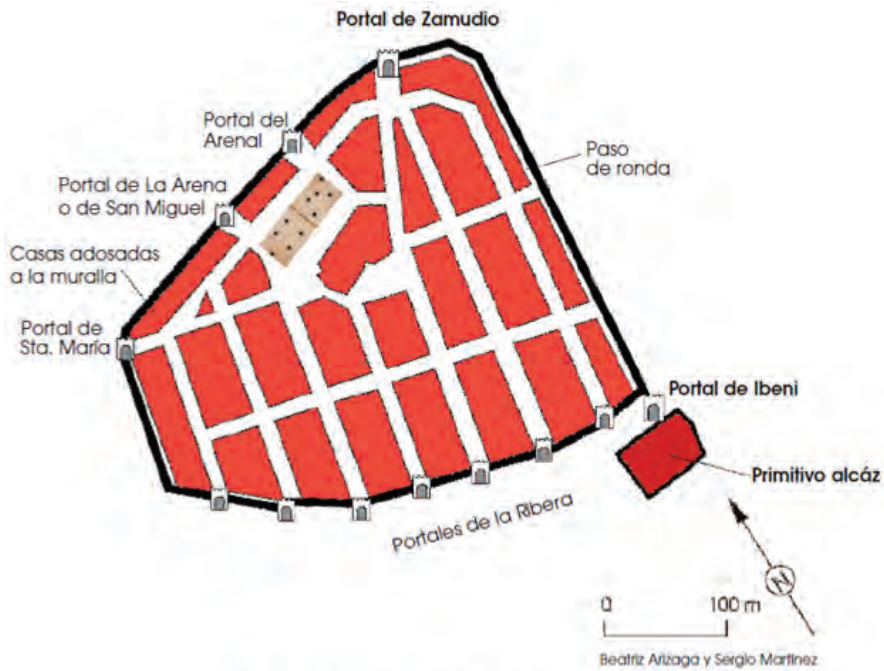 Portal de Zamudio
Portal del
Arenal
Paso
de ronda
Portal de La Arena
o de San Miguel
Casas adosadas
a la muralla
Portal de
Sta. María
Portal de Ibeni
Primitivo alcáz
Portales de la Ribera
N
0 100 m
Beatriz Arizaga y Sergio Martínez